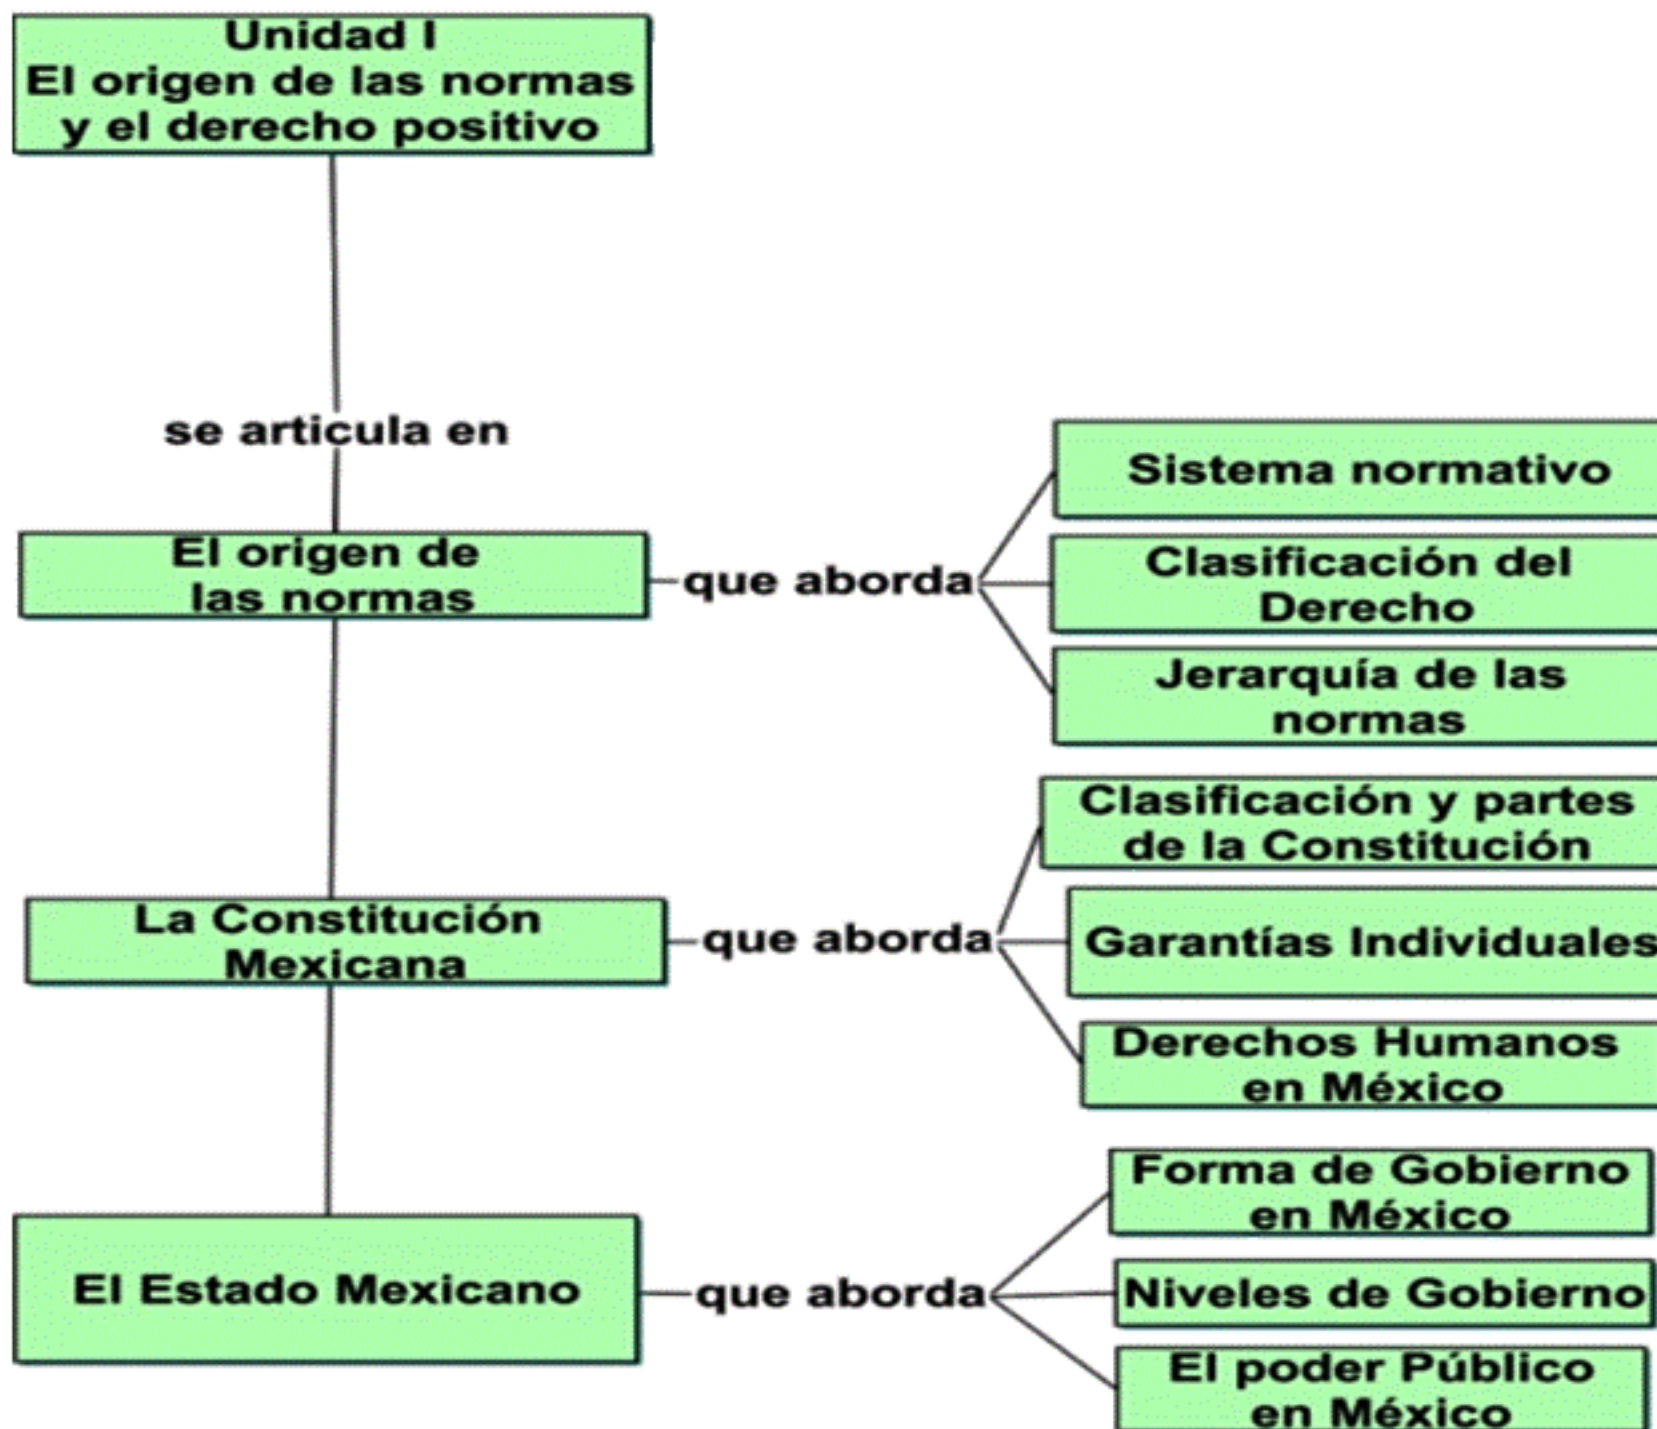 Unidad I
El origen de las normas
y el derecho positivo
se articula en
El origen de
las normas
que aborda
Sistema normativo
Clasificación del
Derecho
Jerarquía de las
normas
La Constitución
Mexicana
que aborda
Clasificación y partes
de la Constitución
Garantías Individuales
Derechos Humanos
en México
El Estado Mexicano
que aborda
Forma de Gobierno
en México
Niveles de Gobierno
El poder Público
en México